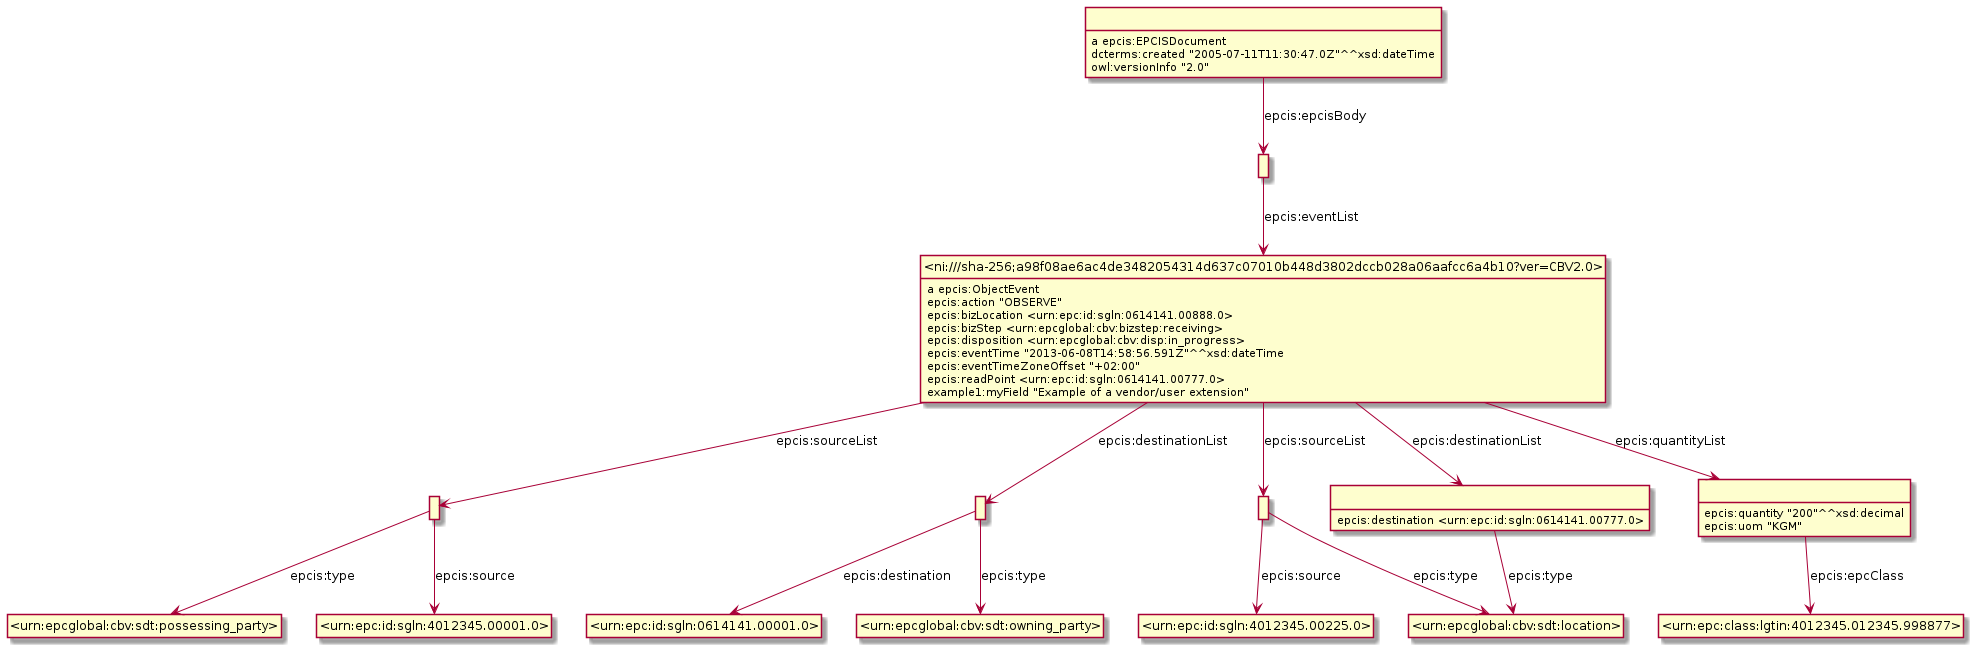 a epcis:EPCISDocument
dcterms:created "2005-07-11T11:30:47.0Z"^^xsd:dateTime
owl:versionInfo "2.0"
epcis:epcisBody
epcis:eventList
<ni:///sha-256;a98f08ae6ac4de3482054314d637c07010b448d3802dccb028a06aafcc6a4b10?ver=CBV2.0>
a epcis:ObjectEvent
epcis:action "OBSERVE"
epcis:bizLocation <urn:epc:id:sgln:0614141.00888.0>
epcis:bizStep <urn:epcglobal:cbv:bizstep:receiving>
epcis:disposition <urn:epcglobal:cbv:disp:in_progress>
epcis:eventTime "2013-06-08T14:58:56.591Z"^^xsd:dateTime
epcis:eventTimeZoneOffset "+02:00"
epcis:readPoint <urn:epc:id:sgln:0614141.00777.0>
example1:myField "Example of a vendor/user extension"
epcis:sourceList
epcis:destinationList
epcis:sourceList
epcis:destinationList
epcis:quantityList
epcis:destination <urn:epc:id:sgln:0614141.00777.0>
epcis:quantity "200"^^xsd:decimal
epcis:uom "KGM"
epcis:type
epcis:source
epcis:destination
epcis:type
epcis:source
epcis:type
epcis:type
epcis:epcClass
<urn:epcglobal:cbv:sdt:possessing_party>
<urn:epc:id:sgln:4012345.00001.0>
<urn:epc:id:sgln:0614141.00001.0>
<urn:epcglobal:cbv:sdt:owning_party>
<urn:epc:id:sgln:4012345.00225.0>
<urn:epcglobal:cbv:sdt:location>
<urn:epc:class:lgtin:4012345.012345.998877>